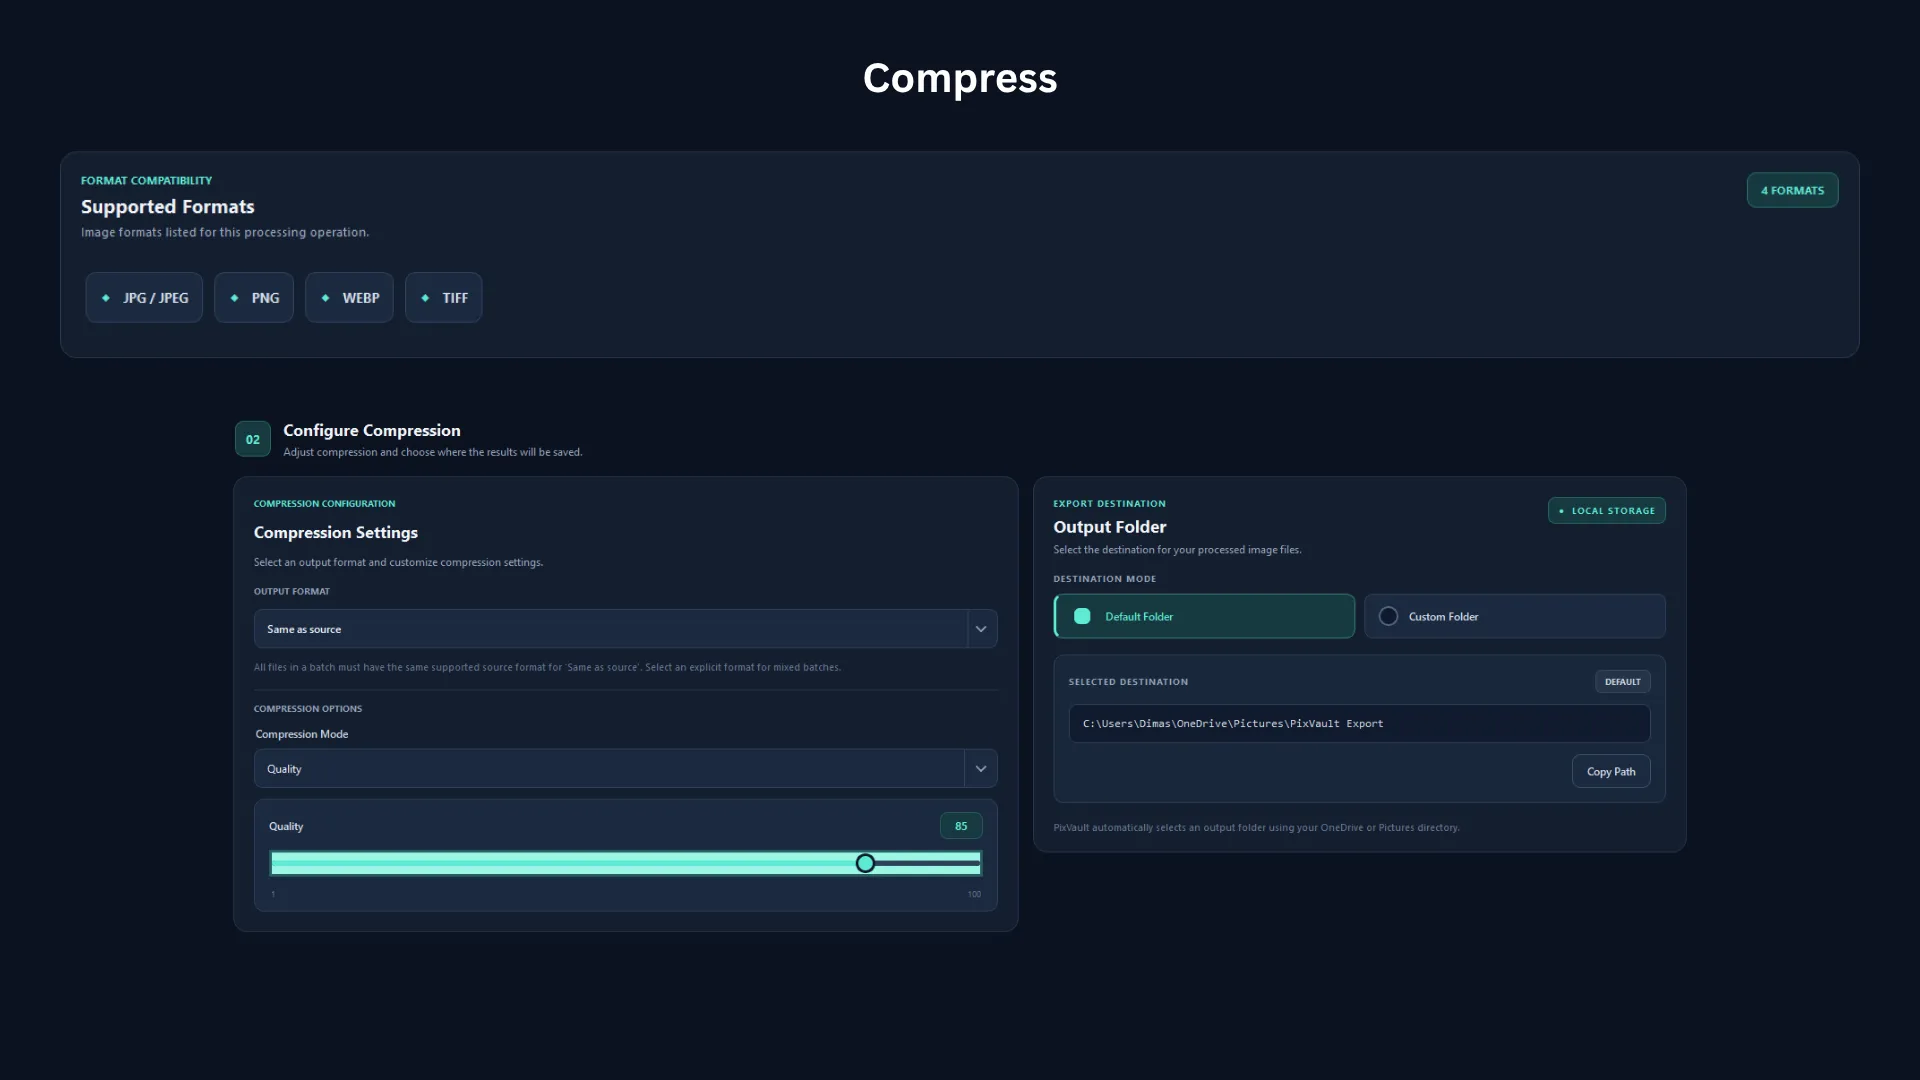 Compress
FORMAT COMPATIBILITY
Supported Formats
Image formats listed for this processing operation.
4 FORMATS
JPG / JPEG
PNG
WEBP
TIFF
02
Configure Compression
Adjust compression and choose where the results will be saved.
COMPRESSION CONFIGURATION
Compression Settings
Select an output format and customize compression settings.
OUTPUT FORMAT
Same as source
All files in a batch must have the same supported source format for 'Same as source'. Select an explicit format for mixed batches.
COMPRESSION OPTIONS
Compression Mode
Quality
Quality
85
1
100
EXPORT DESTINATION
Output Folder
Select the destination for your processed image files.
LOCAL STORAGE
DESTINATION MODE
Default Folder
Custom Folder
SELECTED DESTINATION
DEFAULT
C:\Users\Dimas\OneDrive\Pictures\PixVault Export
Copy Path
PixVault automatically selects an output folder using your OneDrive or Pictures directory.